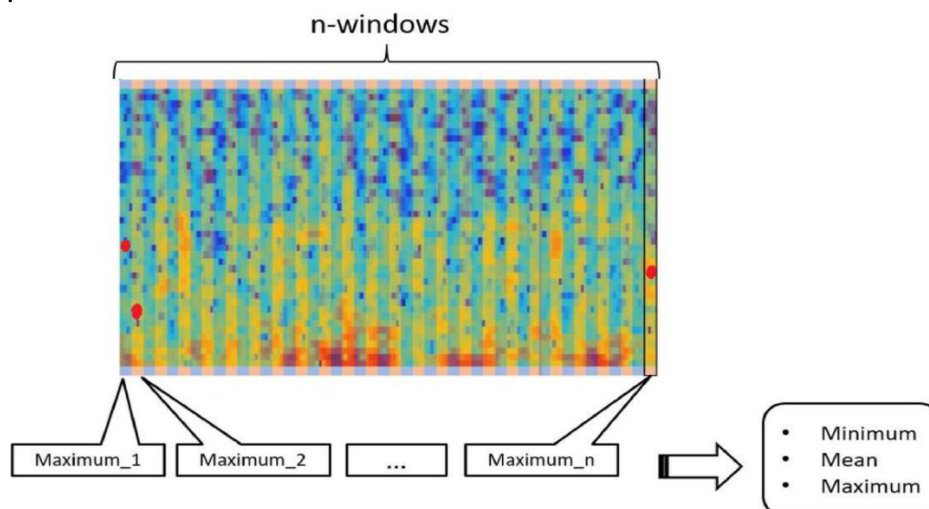 n-windows
Maximum_1
Maximum_2
...
Maximum_n
• Minimum
• Mean
• Maximum